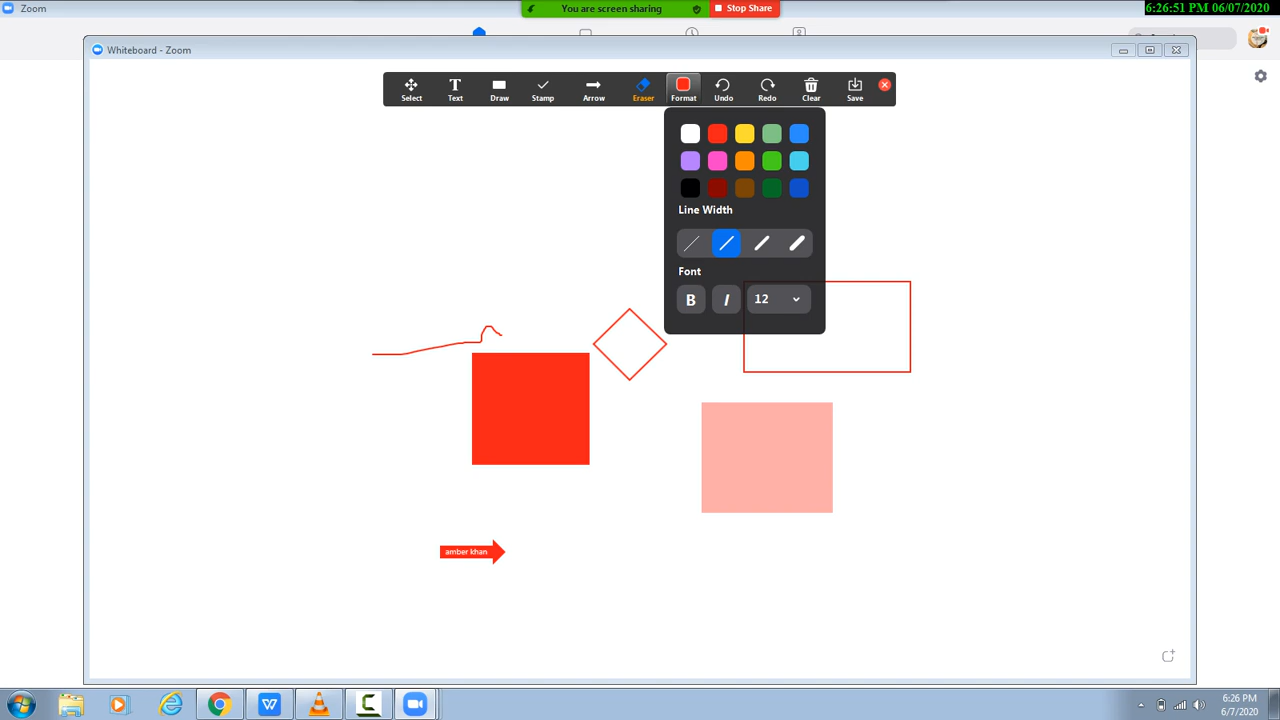 Zoom
You are screen sharing
Stop Share
6:26:51 PM 06/07/2020
Whiteboard - Zoom
Select
Text
Draw
Stamp
Arrow
Eraser
Format
Undo
Redo
Clear
Save
Line Width
Font
B I 12
amber khan
6:26 PM
6/7/2020